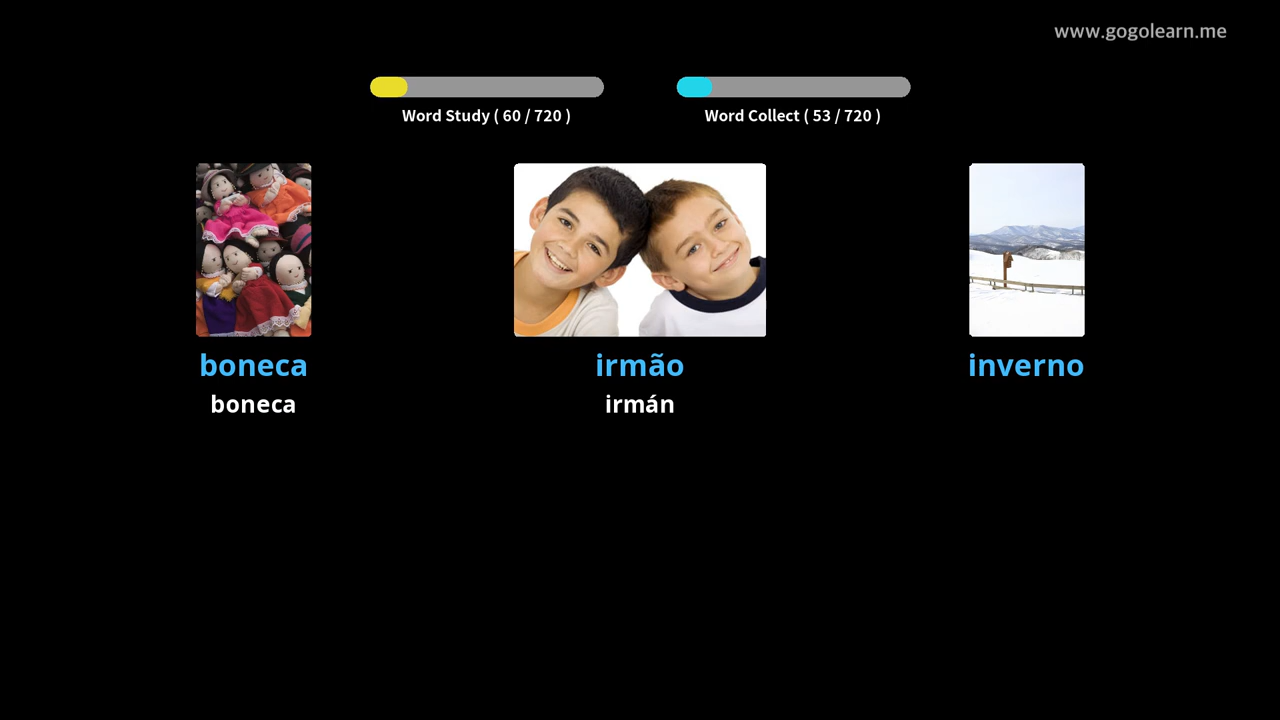 www.gogolearn.me
Word Study ( 60 / 720 )
Word Collect ( 53 / 720 )
boneca
irmão
inverno
boneca
irmán